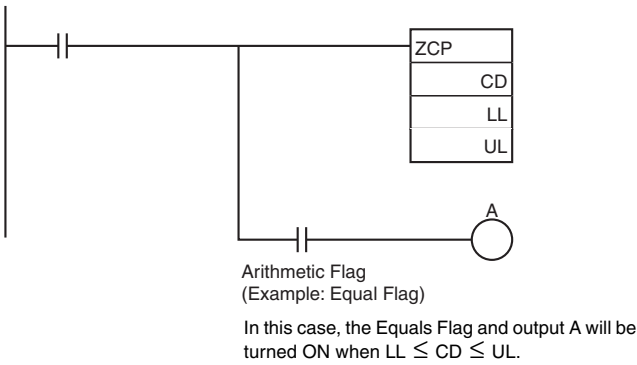 ZCP
CD
LL
UL
A
Arithmetic Flag
(Example: Equal Flag)
In this case, the Equals Flag and output A will be
turned ON when LL ≤ CD ≤ UL.